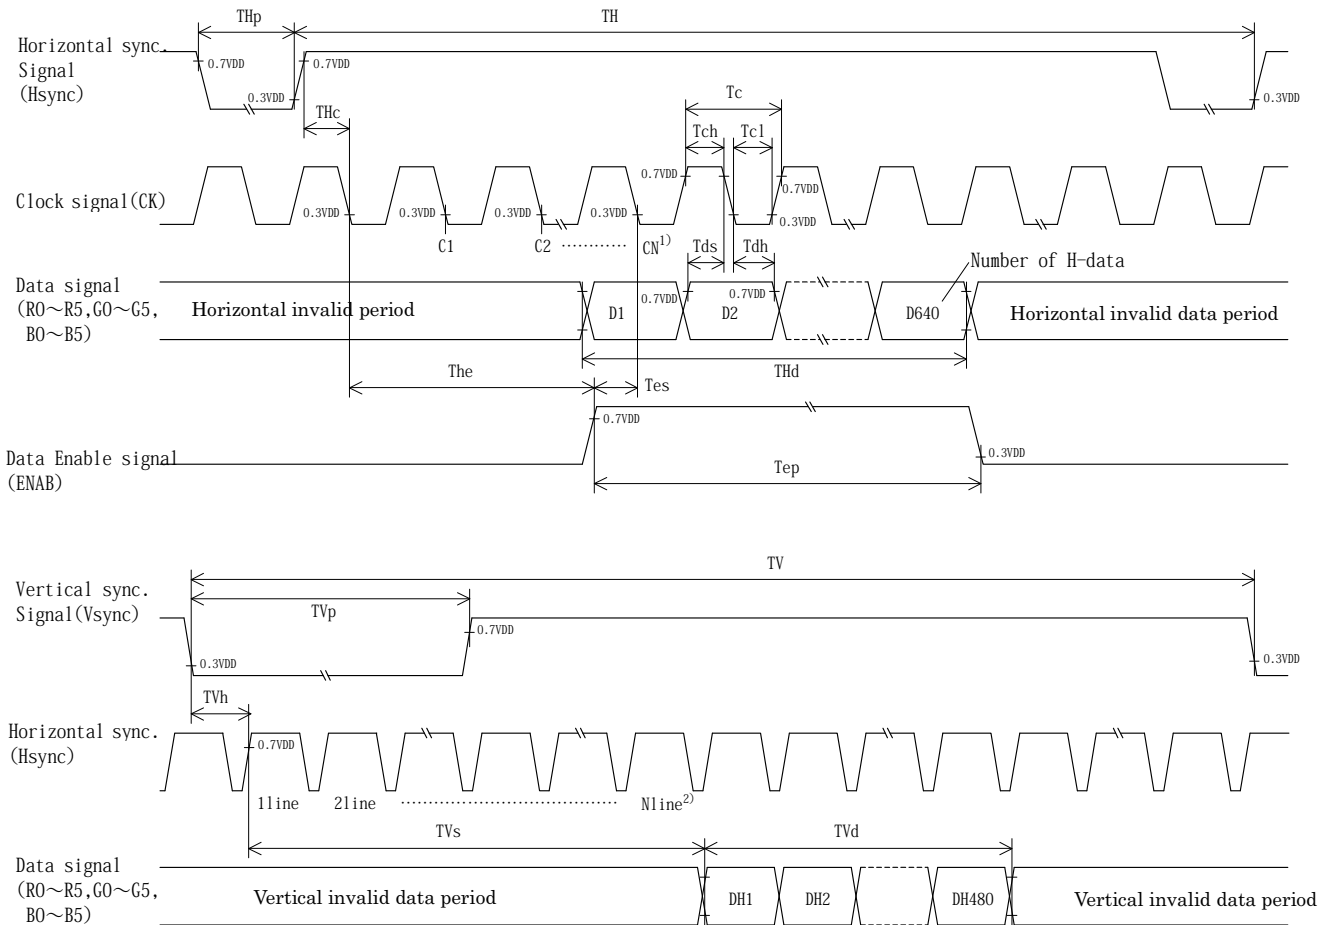 THp
TH
Horizontal sync.
Signal
(Hsync)
0.7VDD
0.7VDD
0.3VDD
0.3VDD
THc
Tc
Tch
Tcl
Clock signal(CK)
0.7VDD
0.7VDD
0.3VDD
0.3VDD
0.3VDD
0.3VDD
0.3VDD
C1
C2
CN1)
Tds
Tdh
Number of H-data
Data signal
(R0～R5,G0～G5,
B0～B5)
Horizontal invalid period
0.7VDD
0.7VDD
D1
D2
D640
Horizontal invalid data period
The
Tes
THd
0.7VDD
Data Enable signal
(ENAB)
0.3VDD
Tep
TV
Vertical sync.
Signal(Vsync)
TVp
0.7VDD
0.3VDD
0.3VDD
TVh
Horizontal sync.
(Hsync)
0.7VDD
1line
2line
Nline2)
TVs
TVd
Data signal
(R0～R5,G0～G5,
B0～B5)
Vertical invalid data period
DH1
DH2
DH480
Vertical invalid data period